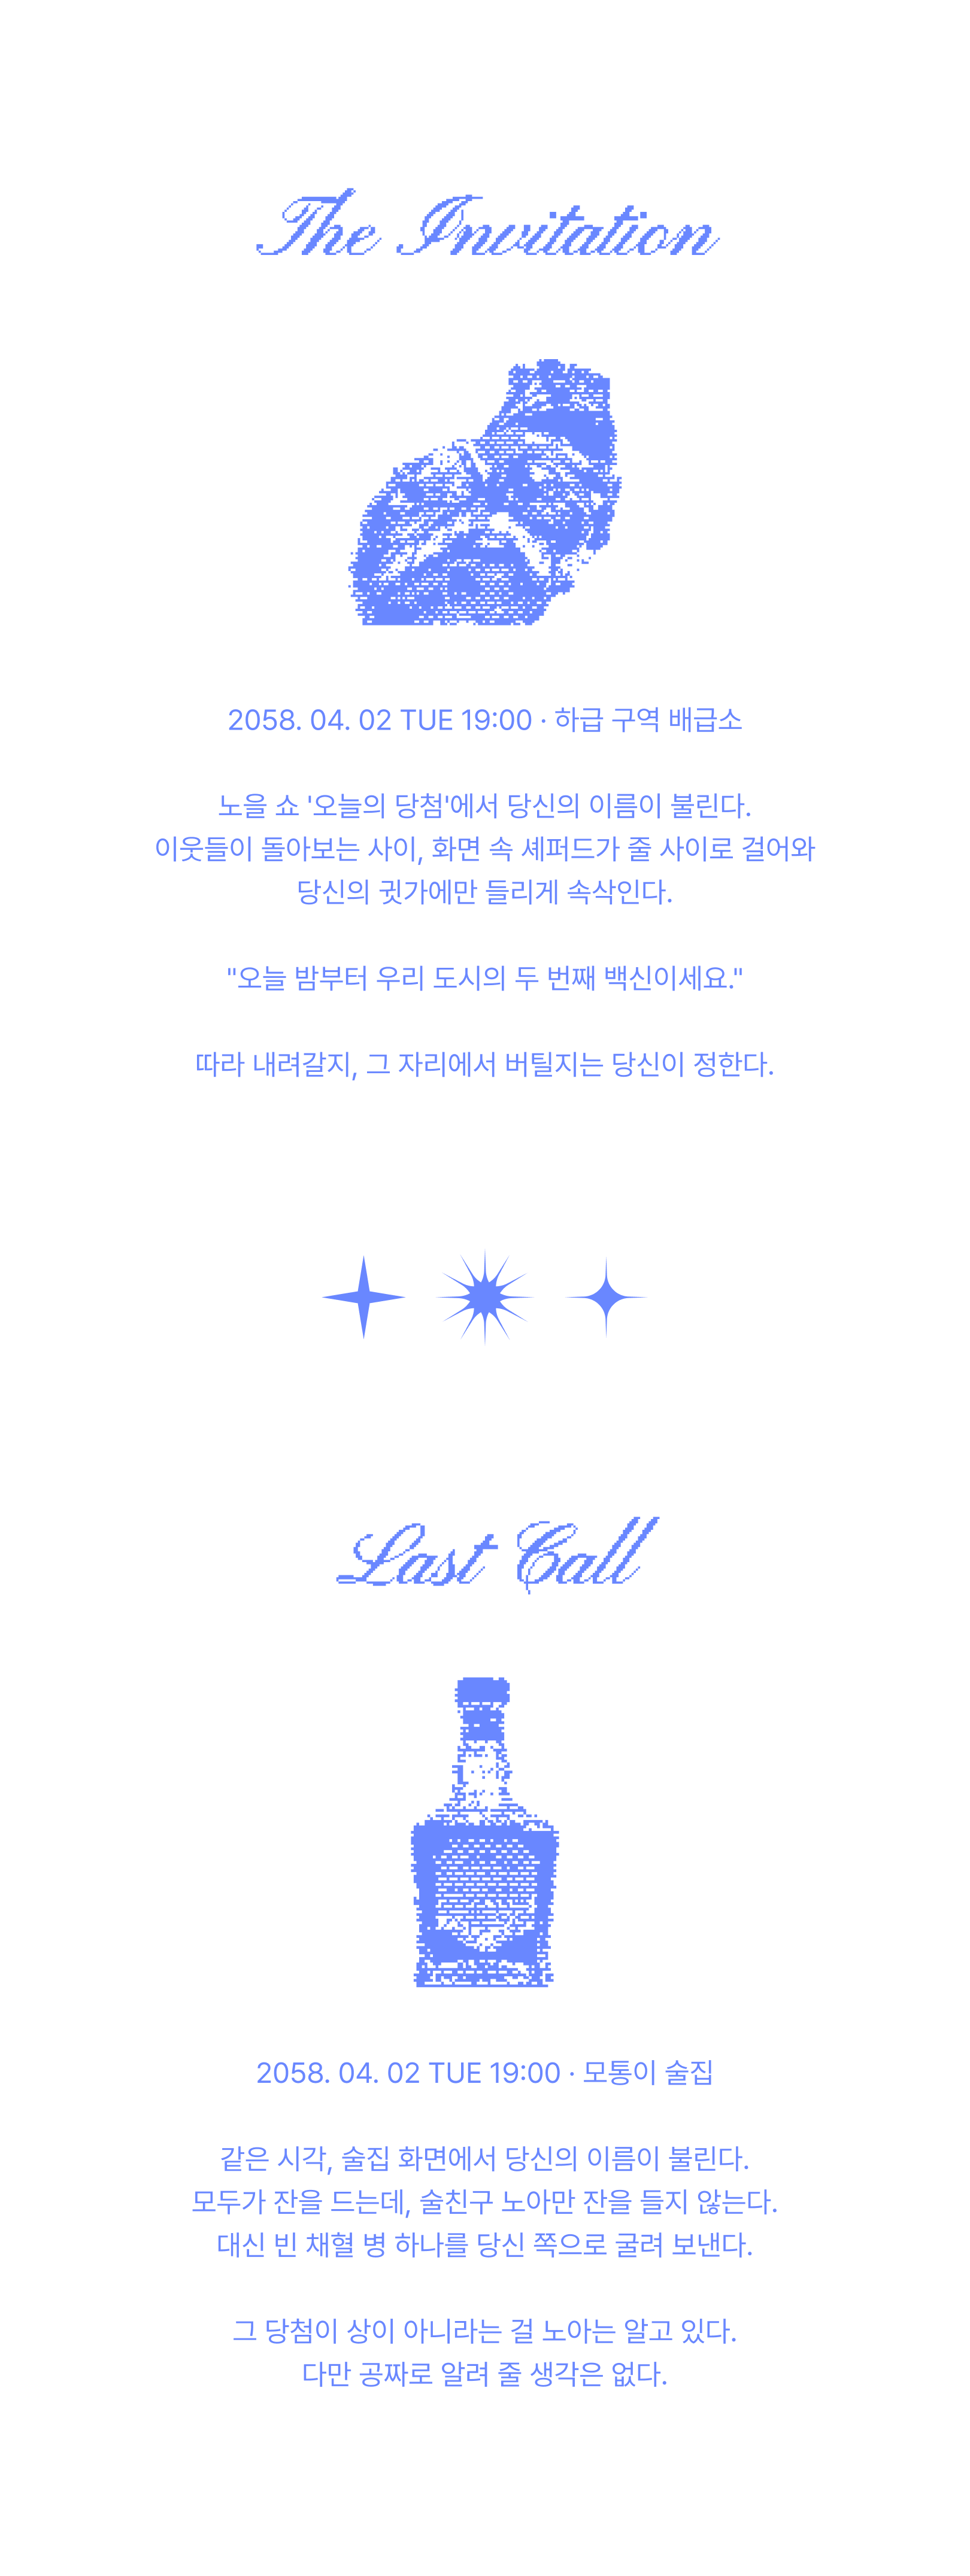 The Invitation
2058. 04. 02 TUE 19:00 · 하급 구역 배급소
노을 쇼 '오늘의 당첨'에서 당신의 이름이 불린다.
이웃들이 돌아보는 사이, 화면 속 셰퍼드가 줄 사이로 걸어와
당신의 귓가에만 들리게 속삭인다.
"오늘 밤부터 우리 도시의 두 번째 백신이세요."
따라 내려갈지, 그 자리에서 버틸지는 당신이 정한다.
Last Call
2058. 04. 02 TUE 19:00 · 모통이 술집
같은 시각, 술집 화면에서 당신의 이름이 불린다.
모두가 잔을 드는데, 술친구 노아만 잔을 들지 않는다.
대신 빈 채혈 병 하나를 당신 쪽으로 굴려 보낸다.
그 당첨이 상이 아니라는 걸 노아는 알고 있다.
다만 공짜로 알려 줄 생각은 없다.